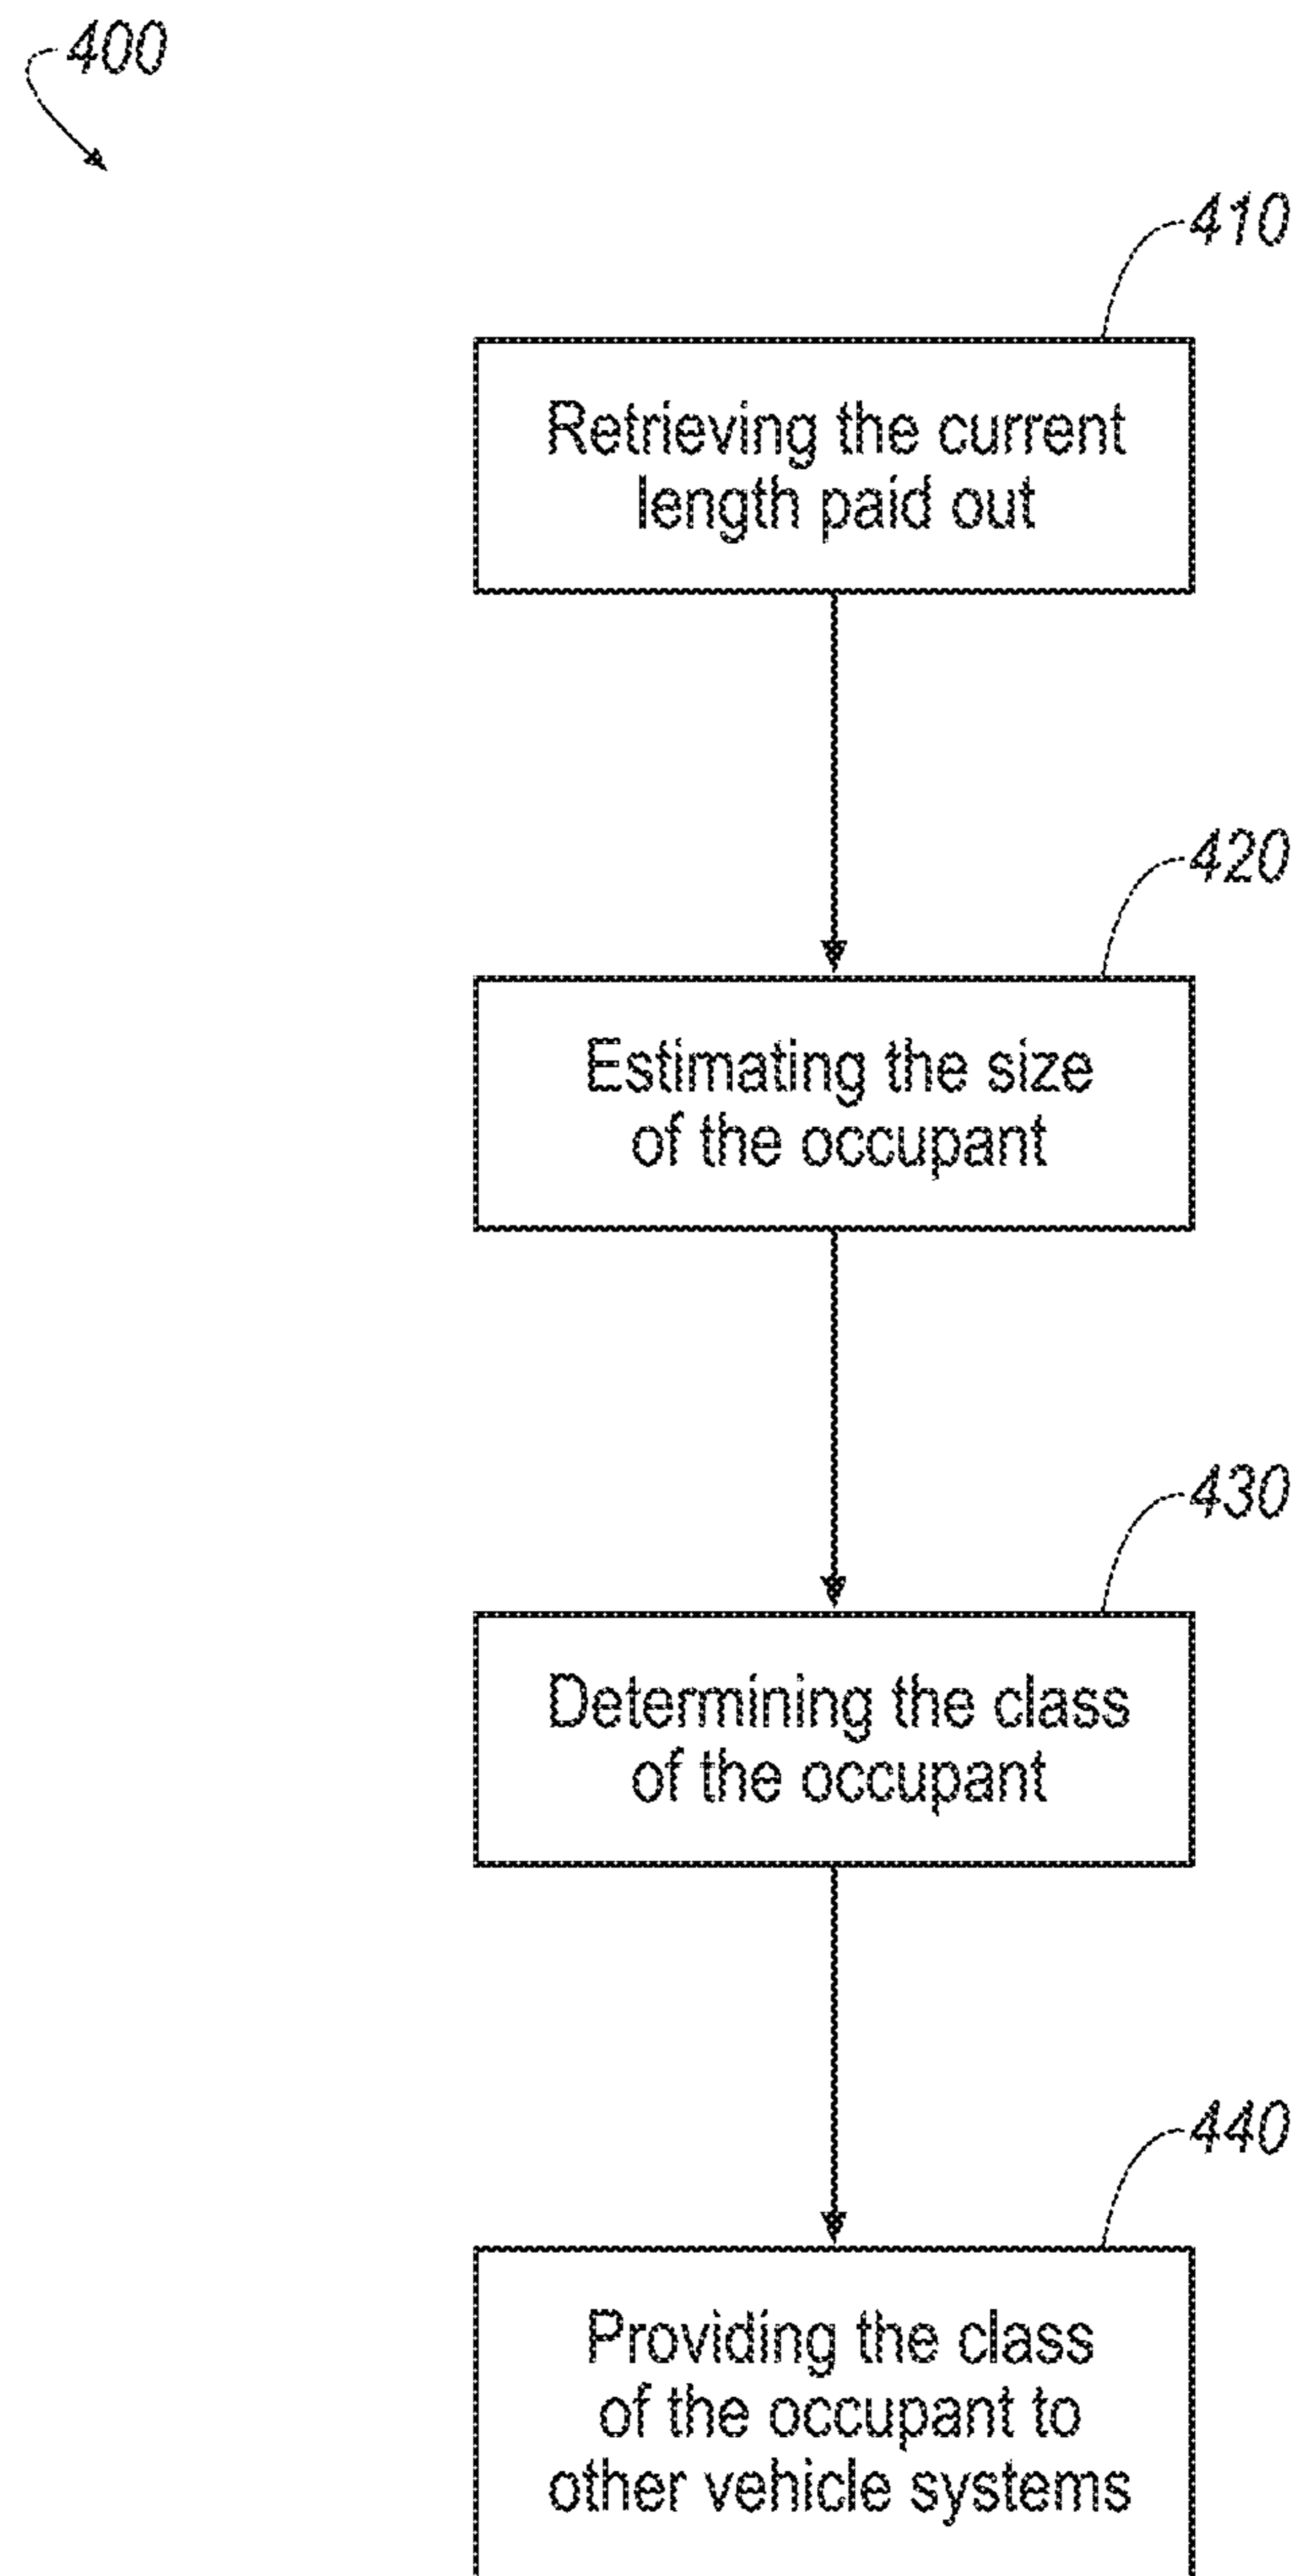 400
410
Retrieving the current
length paid out
420
Estimating the size
of the occupant
430
Determining the class
of the occupant
440
Providing the class
of the occupant to
other vehicle systems